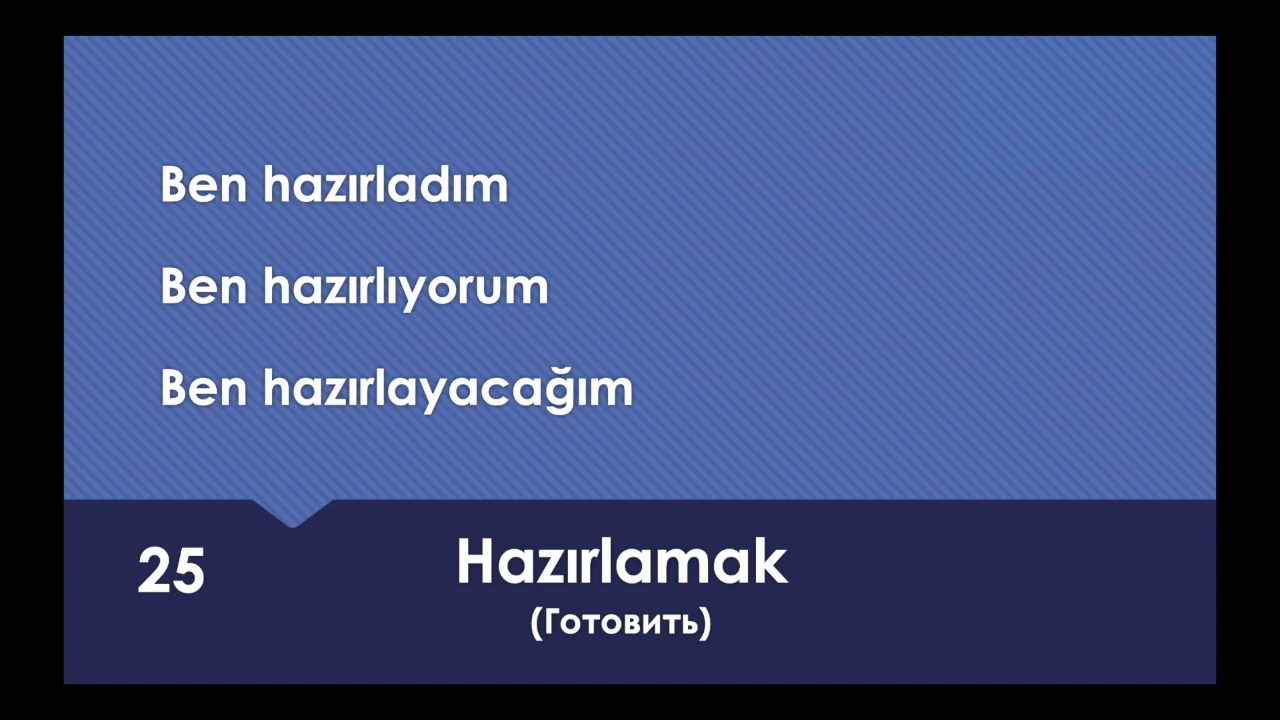 Ben hazırladım
Ben hazırlıyorum
Ben hazırlayacağım
25
Hazırlamak
(Готовить)